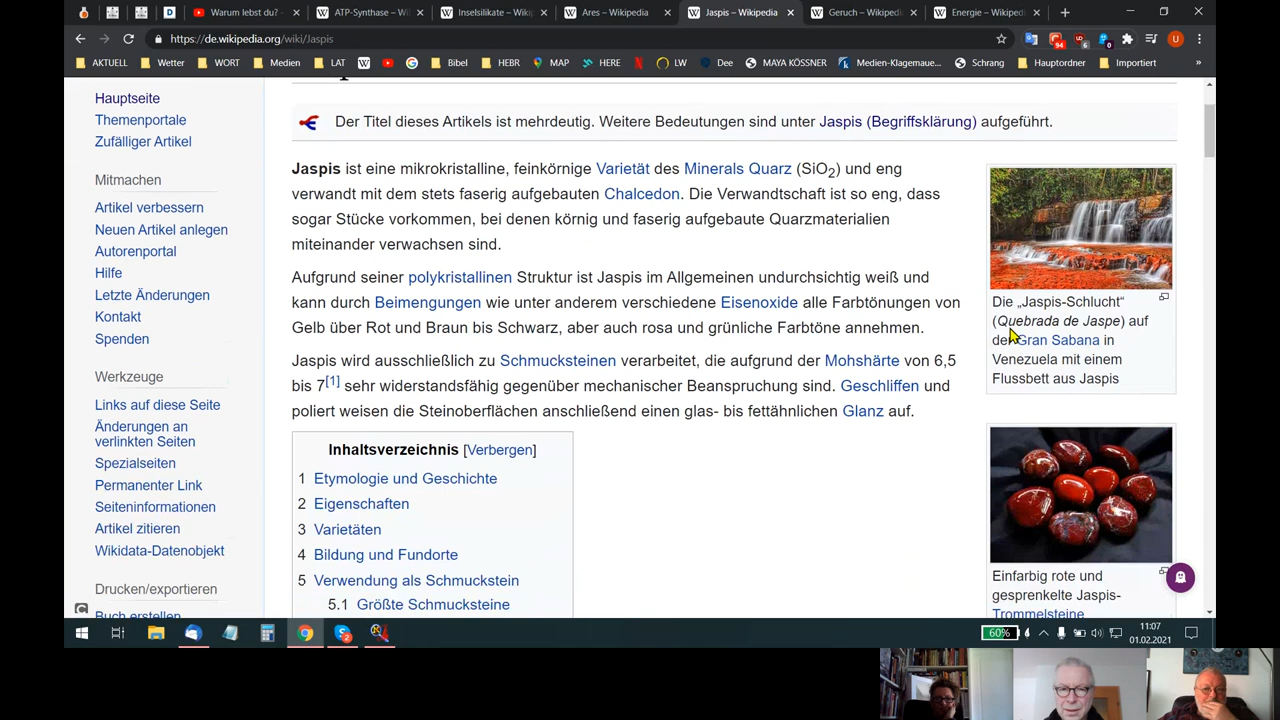 Warum lebst du? -
ATP-Synthase – Wi
Inselsilikate – Wikip
Ares – Wikipedia
Jaspis – Wikipedia
Geruch – Wikipedi
Energie – Wikiped
https://de.wikipedia.org/wiki/Jaspis
94
6
0
U
AKTUELL
Wetter
WORT
Medien
LAT
Bibel
HEBR
MAP
HERE
LW
Dee
MAYA KÖSSNER
Medien-Klagemaue...
Schrang
Hauptordner
Importiert
»
Hauptseite
Themenportale
Zufälliger Artikel
Mitmachen
Artikel verbessern
Neuen Artikel anlegen
Autorenportal
Hilfe
Letzte Änderungen
Kontakt
Spenden
Werkzeuge
Links auf diese Seite
Änderungen an
verlinkten Seiten
Spezialseiten
Permanenter Link
Seiteninformationen
Artikel zitieren
Wikidata-Datenobjekt
Drucken/exportieren
Buch erstellen
Der Titel dieses Artikels ist mehrdeutig. Weitere Bedeutungen sind unter Jaspis (Begriffsklärung) aufgeführt.
Jaspis ist eine mikrokristalline, feinkörnige Varietät des Minerals Quarz (SiO2) und eng
verwandt mit dem stets faserig aufgebauten Chalcedon. Die Verwandtschaft ist so eng, dass
sogar Stücke vorkommen, bei denen körnig und faserig aufgebaute Quarzmaterialien
miteinander verwachsen sind.
Aufgrund seiner polykristallinen Struktur ist Jaspis im Allgemeinen undurchsichtig weiß und
kann durch Beimengungen wie unter anderem verschiedene Eisenoxide alle Farbtönungen von
Gelb über Rot und Braun bis Schwarz, aber auch rosa und grünliche Farbtöne annehmen.
Jaspis wird ausschließlich zu Schmucksteinen verarbeitet, die aufgrund der Mohshärte von 6,5
bis 7[1] sehr widerstandsfähig gegenüber mechanischer Beanspruchung sind. Geschliffen und
poliert weisen die Steinoberflächen anschließend einen glas- bis fettähnlichen Glanz auf.
Inhaltsverzeichnis [Verbergen]
1 Etymologie und Geschichte
2 Eigenschaften
3 Varietäten
4 Bildung und Fundorte
5 Verwendung als Schmuckstein
5.1 Größte Schmucksteine
Die „Jaspis-Schlucht“
(Quebrada de Jaspe) auf
der Gran Sabana in
Venezuela mit einem
Flussbett aus Jaspis
Einfarbig rote und
gesprenkelte Jaspis-
Trommelsteine
60%
11:07
01.02.2021